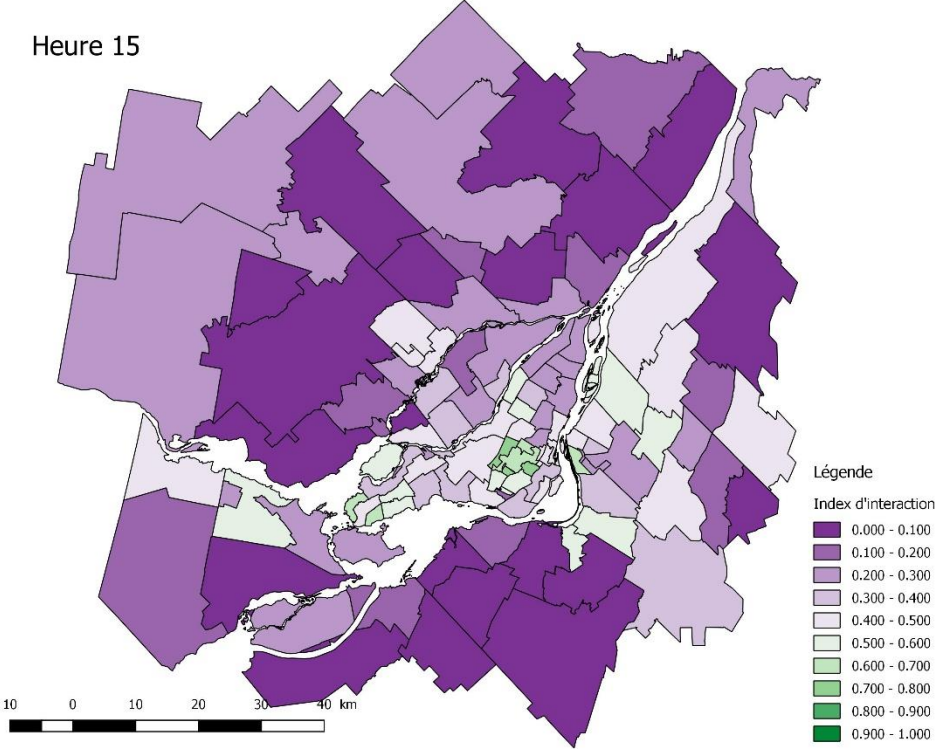 Heure 15
Légende
Index d'interaction
0.000 - 0.100
0.100 - 0.200
0.200 - 0.300
0.300 - 0.400
0.400 - 0.500
0.500 - 0.600
0.600 - 0.700
0.700 - 0.800
0.800 - 0.900
0.900 - 1.000
10 0 10 20 30 40 km